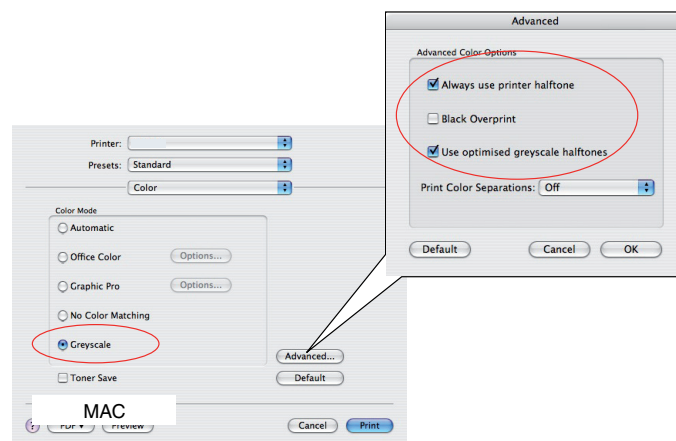 Advanced
Advanced Color Options
Always use printer halftone
Black Overprint
Use optimised greyscale halftones
Print Color Separations: Off
Default Cancel OK
Printer:
Presets: Standard
Color
Color Mode
Automatic
Office Color Options...
Graphic Pro Options...
No Color Matching
Greyscale
Advanced...
Toner Save Default
MAC
? PDF Preview Cancel Print